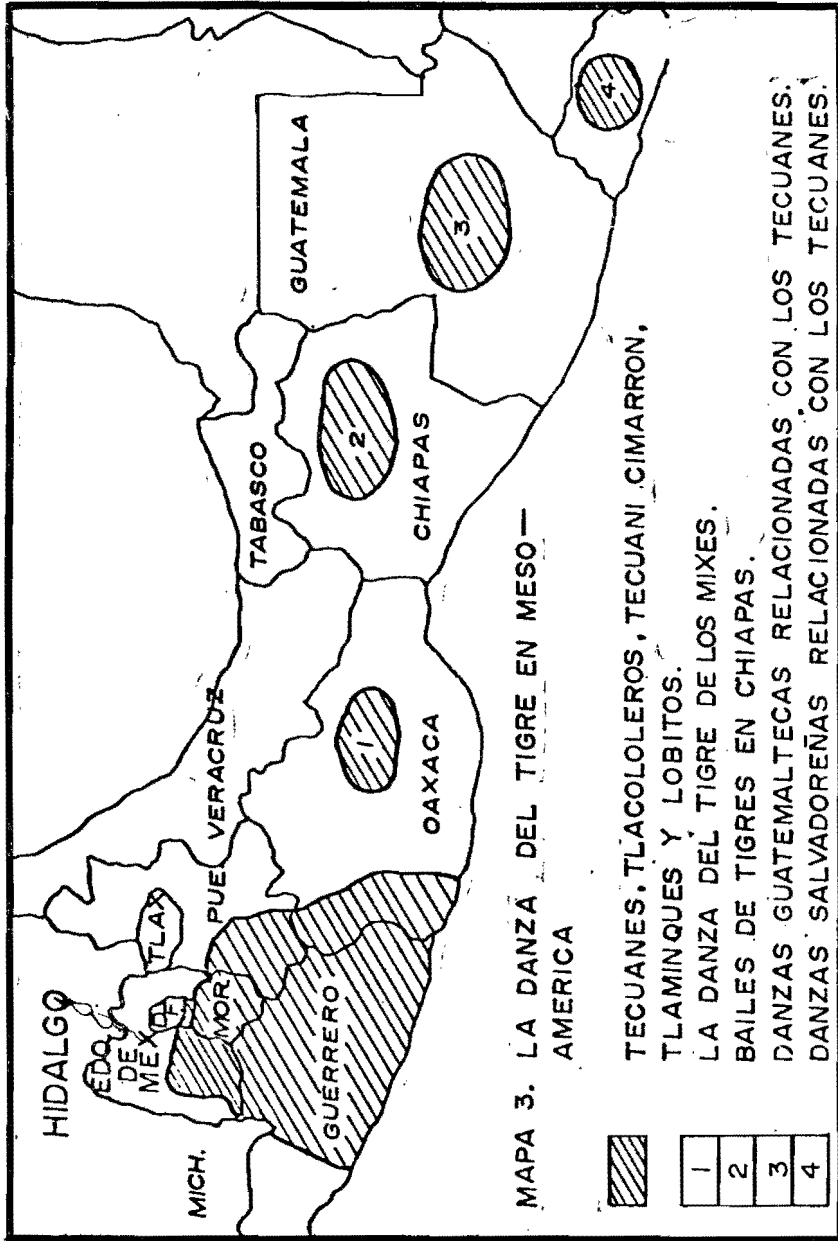 HIDALGO
EDO.
DE
MEX
D.F.
TLAX
MICH.
MOR.
PUE.
VERACRUZ
GUERRERO
OAXACA
TABASCO
CHIAPAS
GUATEMALA
1
2
3
4
MAPA 3. LA DANZA DEL TIGRE EN MESO—
AMERICA
TECUANES, TLACOLOLEROS, TECUANI CIMARRON,
TLAMINQUES Y LOBITOS.
1 LA DANZA DEL TIGRE DE LOS MIXES.
2 BAILES DE TIGRES EN CHIAPAS.
3 DANZAS GUATEMALTECAS RELACIONADAS CON LOS TECUANES.
4 DANZAS SALVADOREÑAS RELACIONADAS CON LOS TECUANES.